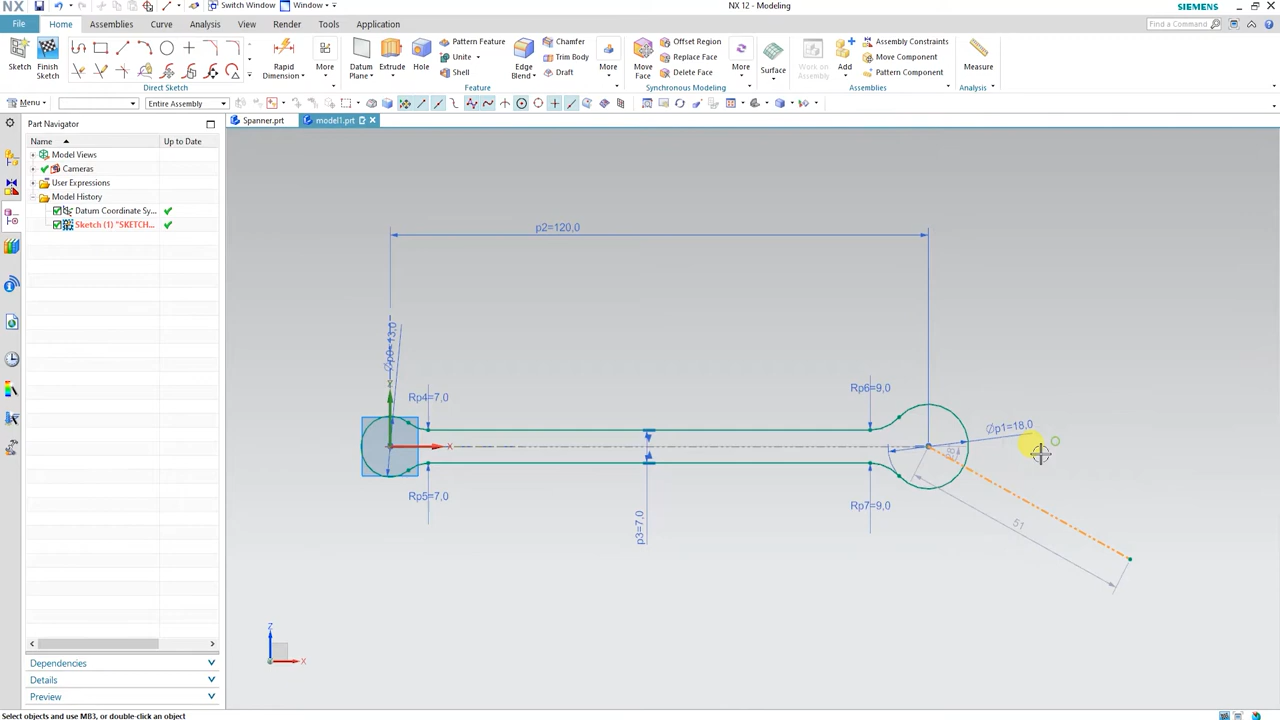 NX
Switch Window
Window
NX 12 - Modeling
SIEMENS
File
Home
Assemblies
Curve
Analysis
View
Render
Tools
Application
Find a Command
Sketch
Finish Sketch
Rapid Dimension
More
Direct Sketch
Datum Plane
Extrude
Hole
Pattern Feature
Unite
Shell
Edge Blend
Chamfer
Trim Body
Draft
More
Feature
Move Face
Offset Region
Replace Face
Delete Face
More
Synchronous Modeling
Surface
Work on Assembly
Add
Assembly Constraints
Move Component
Pattern Component
Assemblies
Measure
Analysis
Menu
Entire Assembly
Part Navigator
Spanner.prt
model1.prt
Name
Up to Date
Model Views
Cameras
User Expressions
Model History
Datum Coordinate Sy...
Sketch (1) "SKETCH...
p2=120,0
Rp4=7,0
Rp6=9,0
Øp1=18,0
X
Rp5=7,0
p3=7,0
Rp7=9,0
51
Z
X
Dependencies
Details
Preview
Select objects and use MB3, or double-click an object